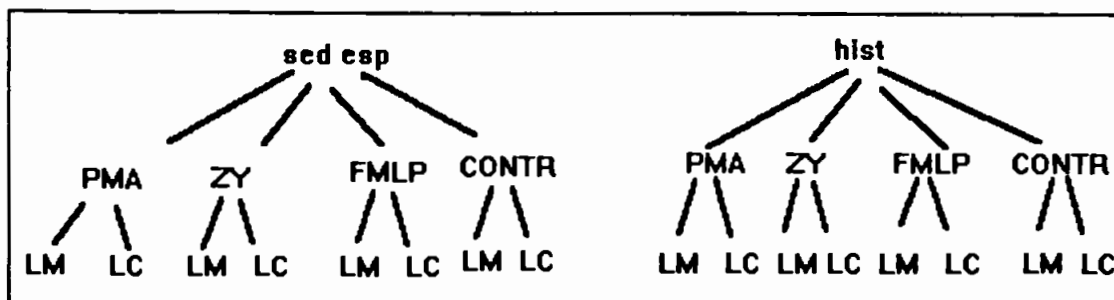 sed esp hist
PMA ZY FMLP CONTR PMA ZY FMLP CONTR
LM LC LM LC LM LC LM LC LM LC LM LC LM LC LM LC